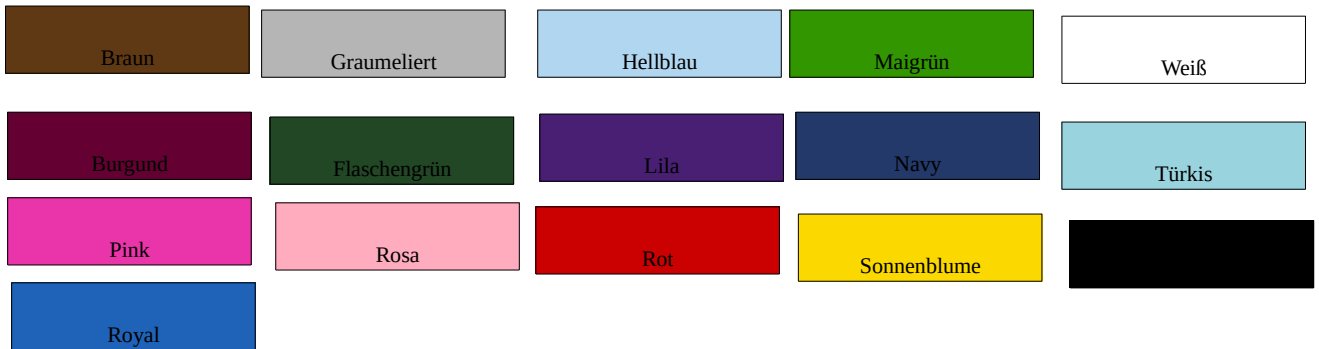 Braun Graumeliert Hellblau Maigrün Weiß
Burgund Flaschengrün Lila Navy Türkis
Pink Rosa Rot Sonnenblume
Royal